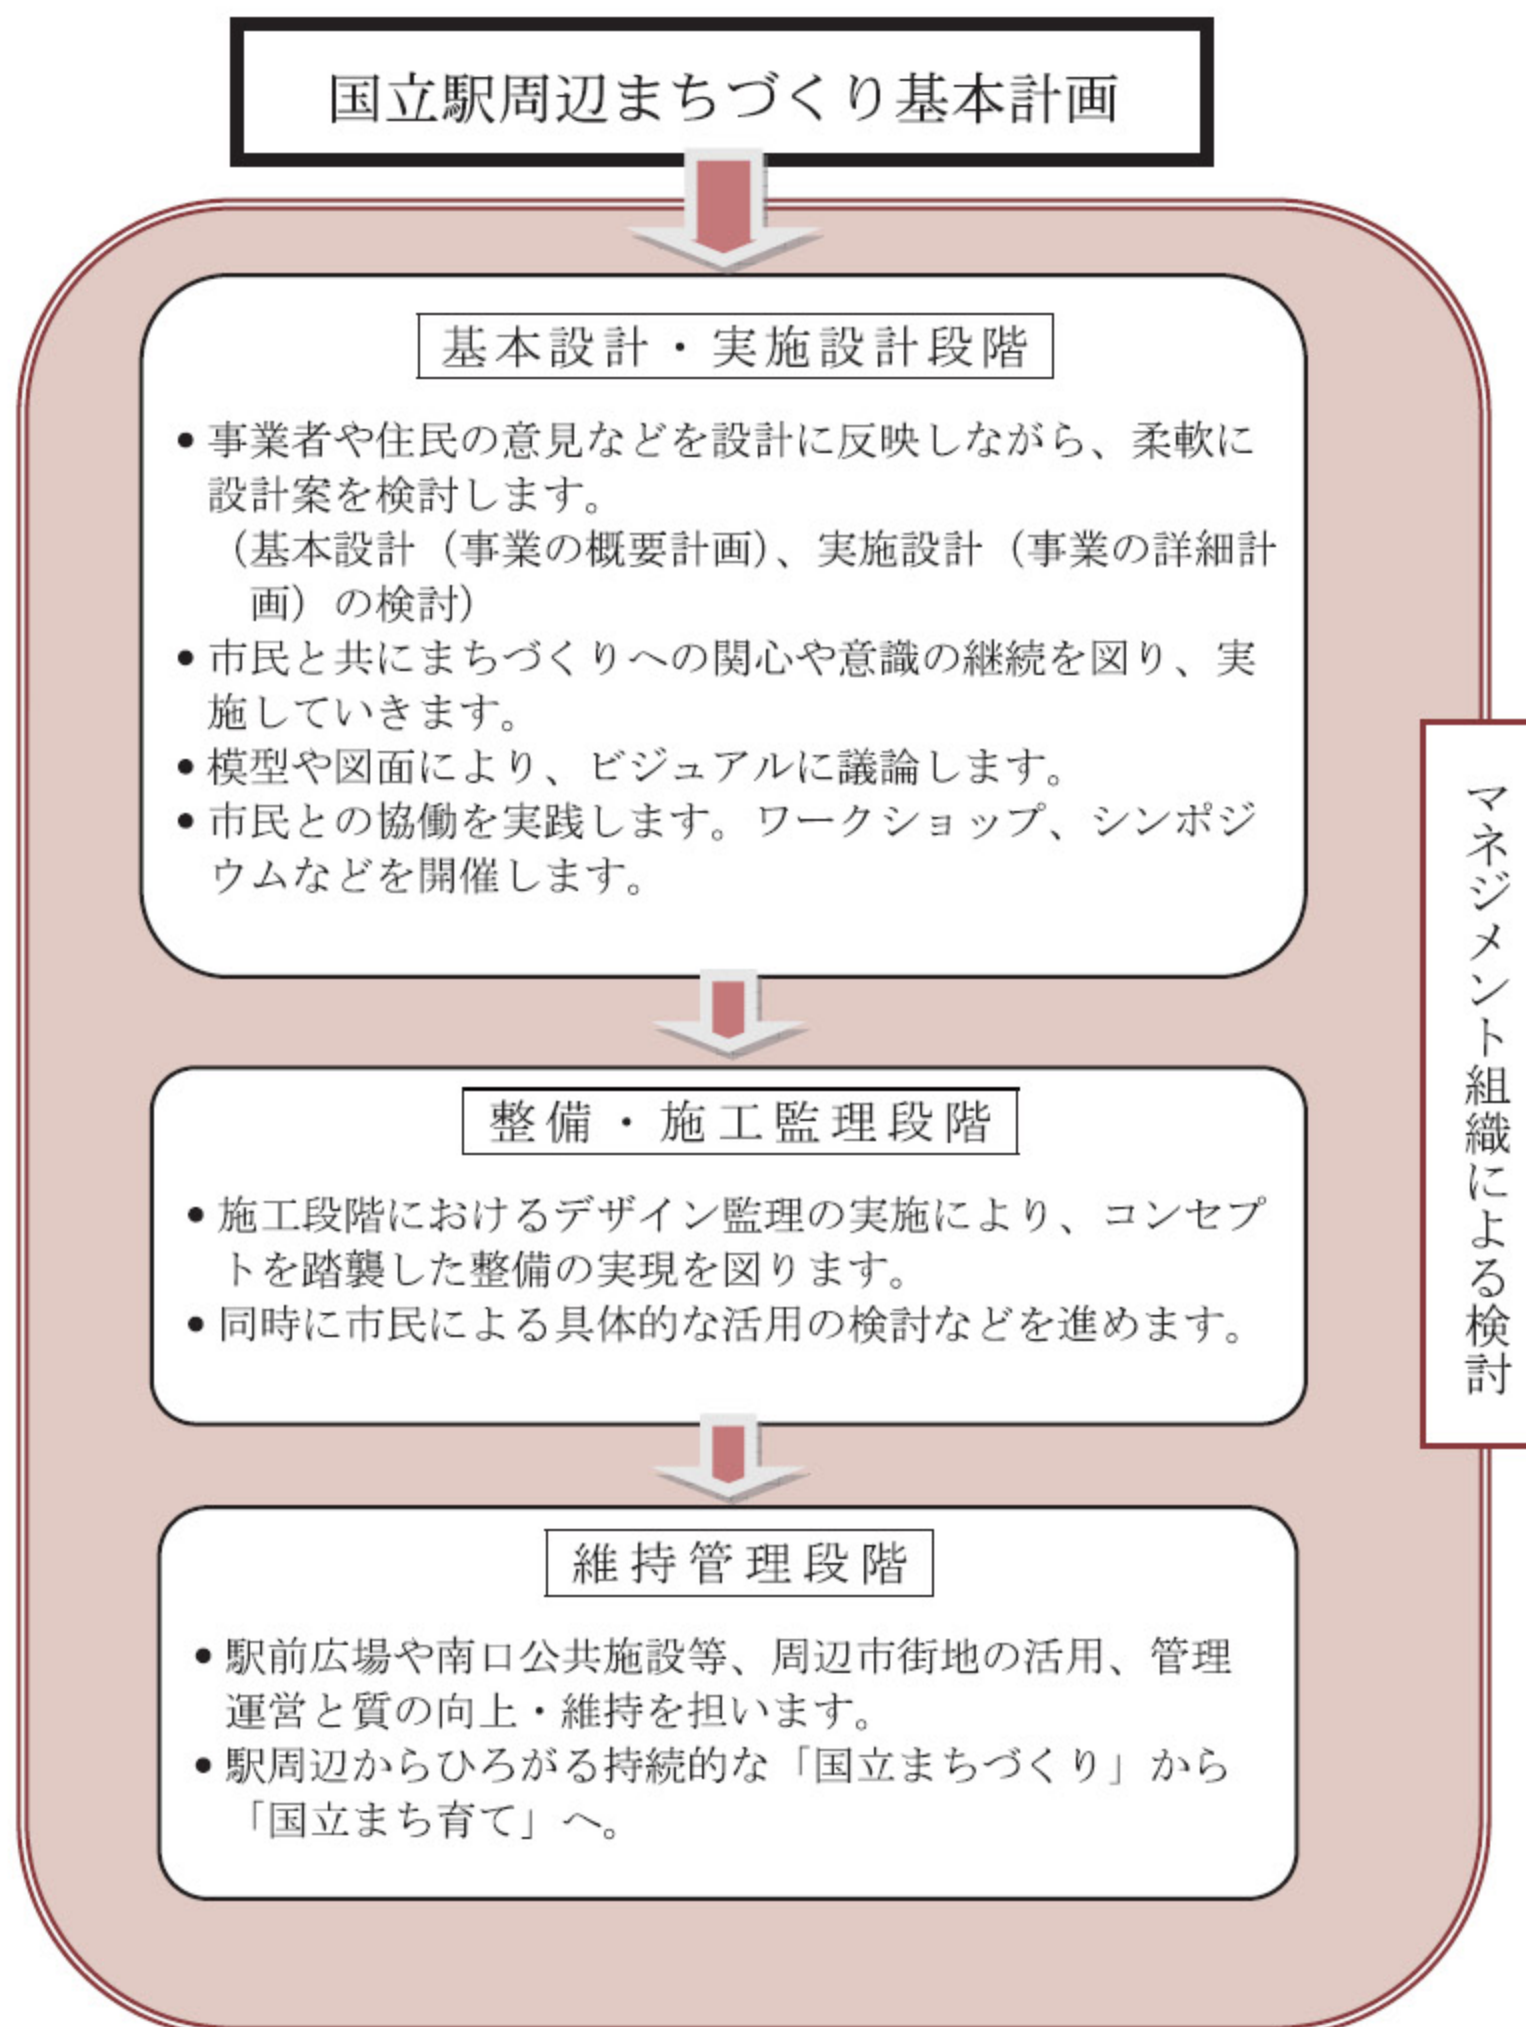 国立駅周辺まちづくり基本計画
基本設計・実施設計段階
●事業者や住民の意見などを設計に反映しながら、柔軟に
設計案を検討します。
（基本設計（事業の概要計画）、実施設計（事業の詳細計
画）の検討）
●市民と共にまちづくりへの関心や意識の継続を図り、実
施していきます。
●模型や図面により、ビジュアルに議論します。
●市民との協働を実践します。ワークショップ、シンポジ
ウムなどを開催します。
整備・施工監理段階
●施工段階におけるデザイン監理の実施により、コンセプ
トを踏襲した整備の実現を図ります。
●同時に市民による具体的な活用の検討などを進めます。
維持管理段階
●駅前広場や南口公共施設等、周辺市街地の活用、管理
運営と質の向上・維持を担います。
●駅周辺からひろがる持続的な「国立まちづくり」から
「国立まち育て」へ。
マネジメント組織による検討